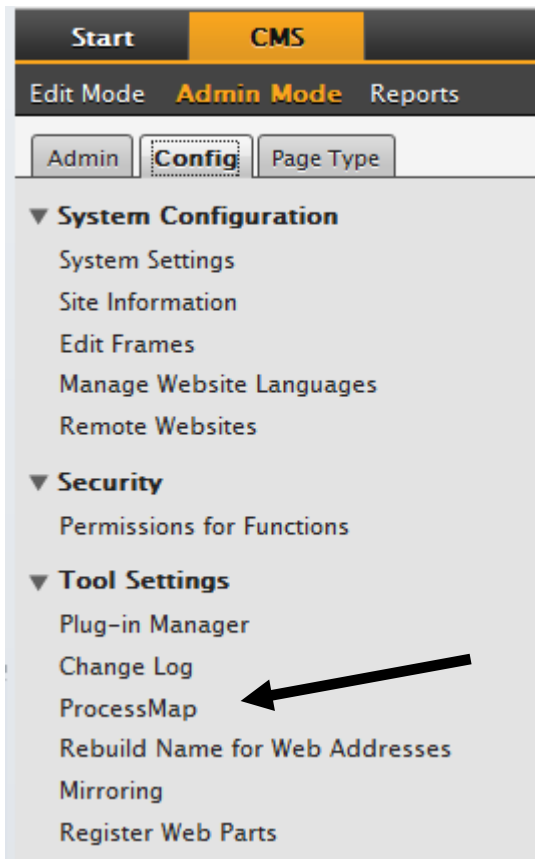 Start CMS
Edit Mode Admin Mode Reports
Admin Config Page Type
System Configuration
System Settings
Site Information
Edit Frames
Manage Website Languages
Remote Websites
Security
Permissions for Functions
Tool Settings
Plug-in Manager
Change Log
ProcessMap
Rebuild Name for Web Addresses
Mirroring
Register Web Parts